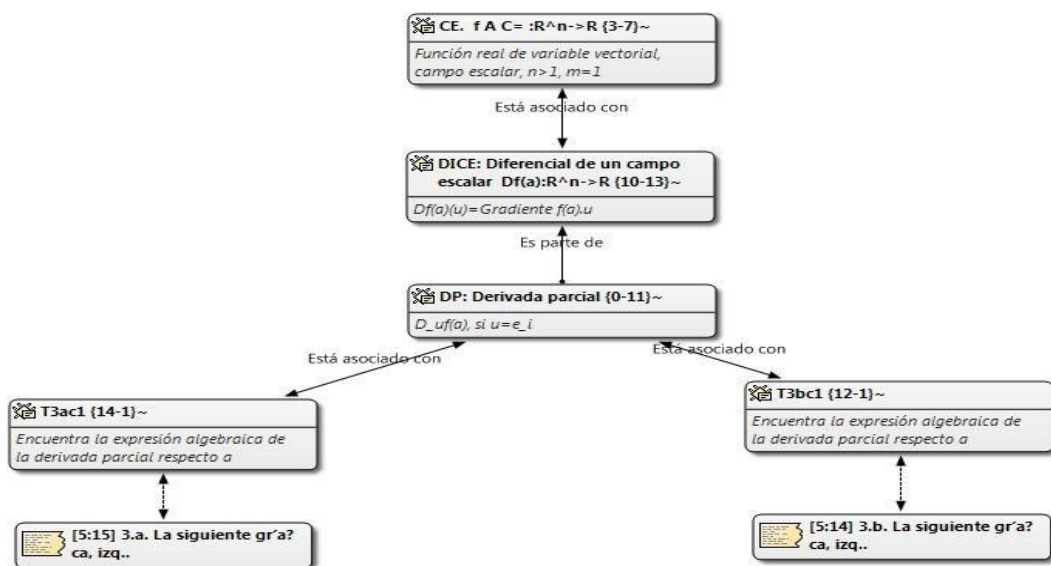 CE. f A C= :R^n->R {3-7}~
Función real de variable vectorial,
campo escalar, n>1, m=1
Está asociado con
DICE: Diferencial de un campo
escalar Df(a):R^n->R {10-13}~
Df(a)(u)=Gradiente f(a).u
Es parte de
DP: Derivada parcial {0-11}~
D_uf(a), si u=e_i
Está asociado con
Está asociado con
T3ac1 {14-1}~
Encuentra la expresión algebraica de
la derivada parcial respecto a
T3bc1 {12-1}~
Encuentra la expresión algebraica de
la derivada parcial respecto a
[5:15] 3.a. La siguiente gr´a?
ca, izq..
[5:14] 3.b. La siguiente gr´a?
ca, izq..